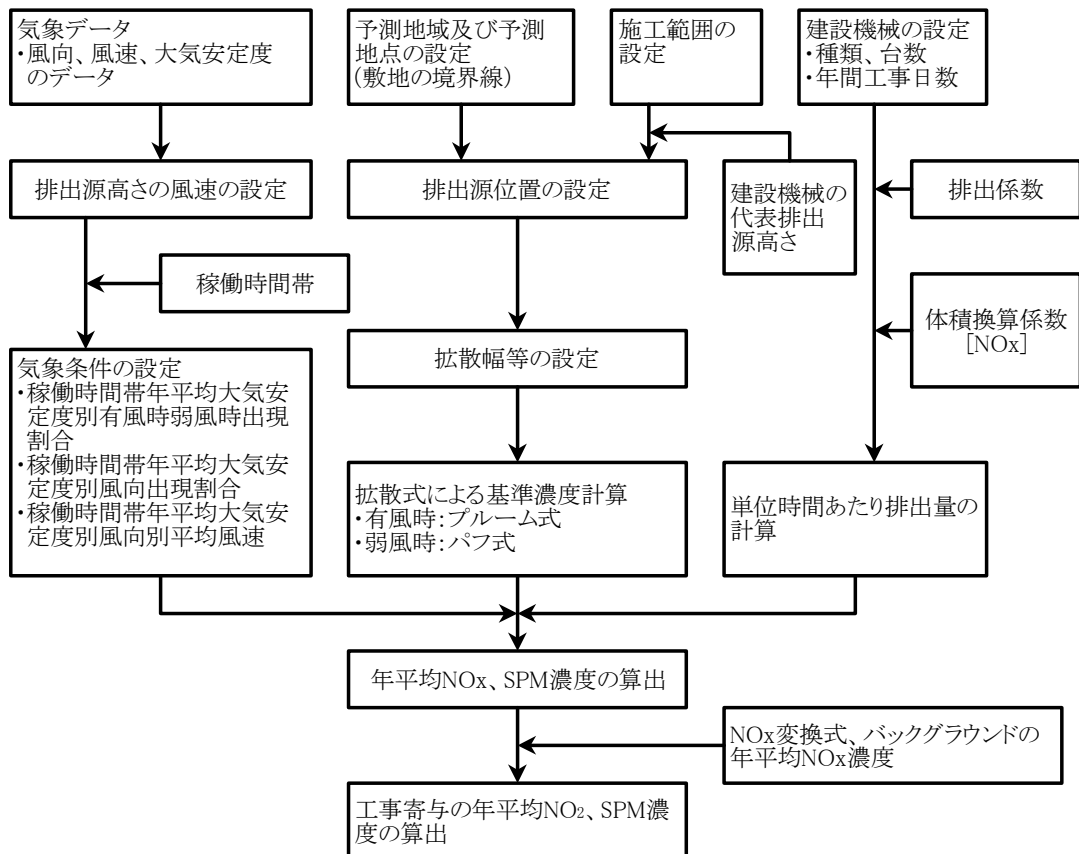 気象データ
・風向、風速、大気安定度
のデータ
予測地域及び予測
地点の設定
(敷地の境界線)
施工範囲の
設定
建設機械の設定
・種類、台数
・年間工事日数
排出源高さの風速の設定
排出源位置の設定
建設機械の
代表排出
源高さ
排出係数
稼働時間帯
体積換算係数
[NOx]
気象条件の設定
・稼働時間帯年平均大気安
定度別有風時弱風時出現
割合
・稼働時間帯年平均大気安
定度別風向出現割合
・稼働時間帯年平均大気安
定度別風向別平均風速
拡散幅等の設定
拡散式による基準濃度計算
・有風時：プルーム式
・弱風時：パフ式
単位時間あたり排出量の
計算
年平均NOx、SPM濃度の算出
NOx変換式、バックグラウンドの
年平均NOx濃度
工事寄与の年平均NO₂、SPM濃
度の算出